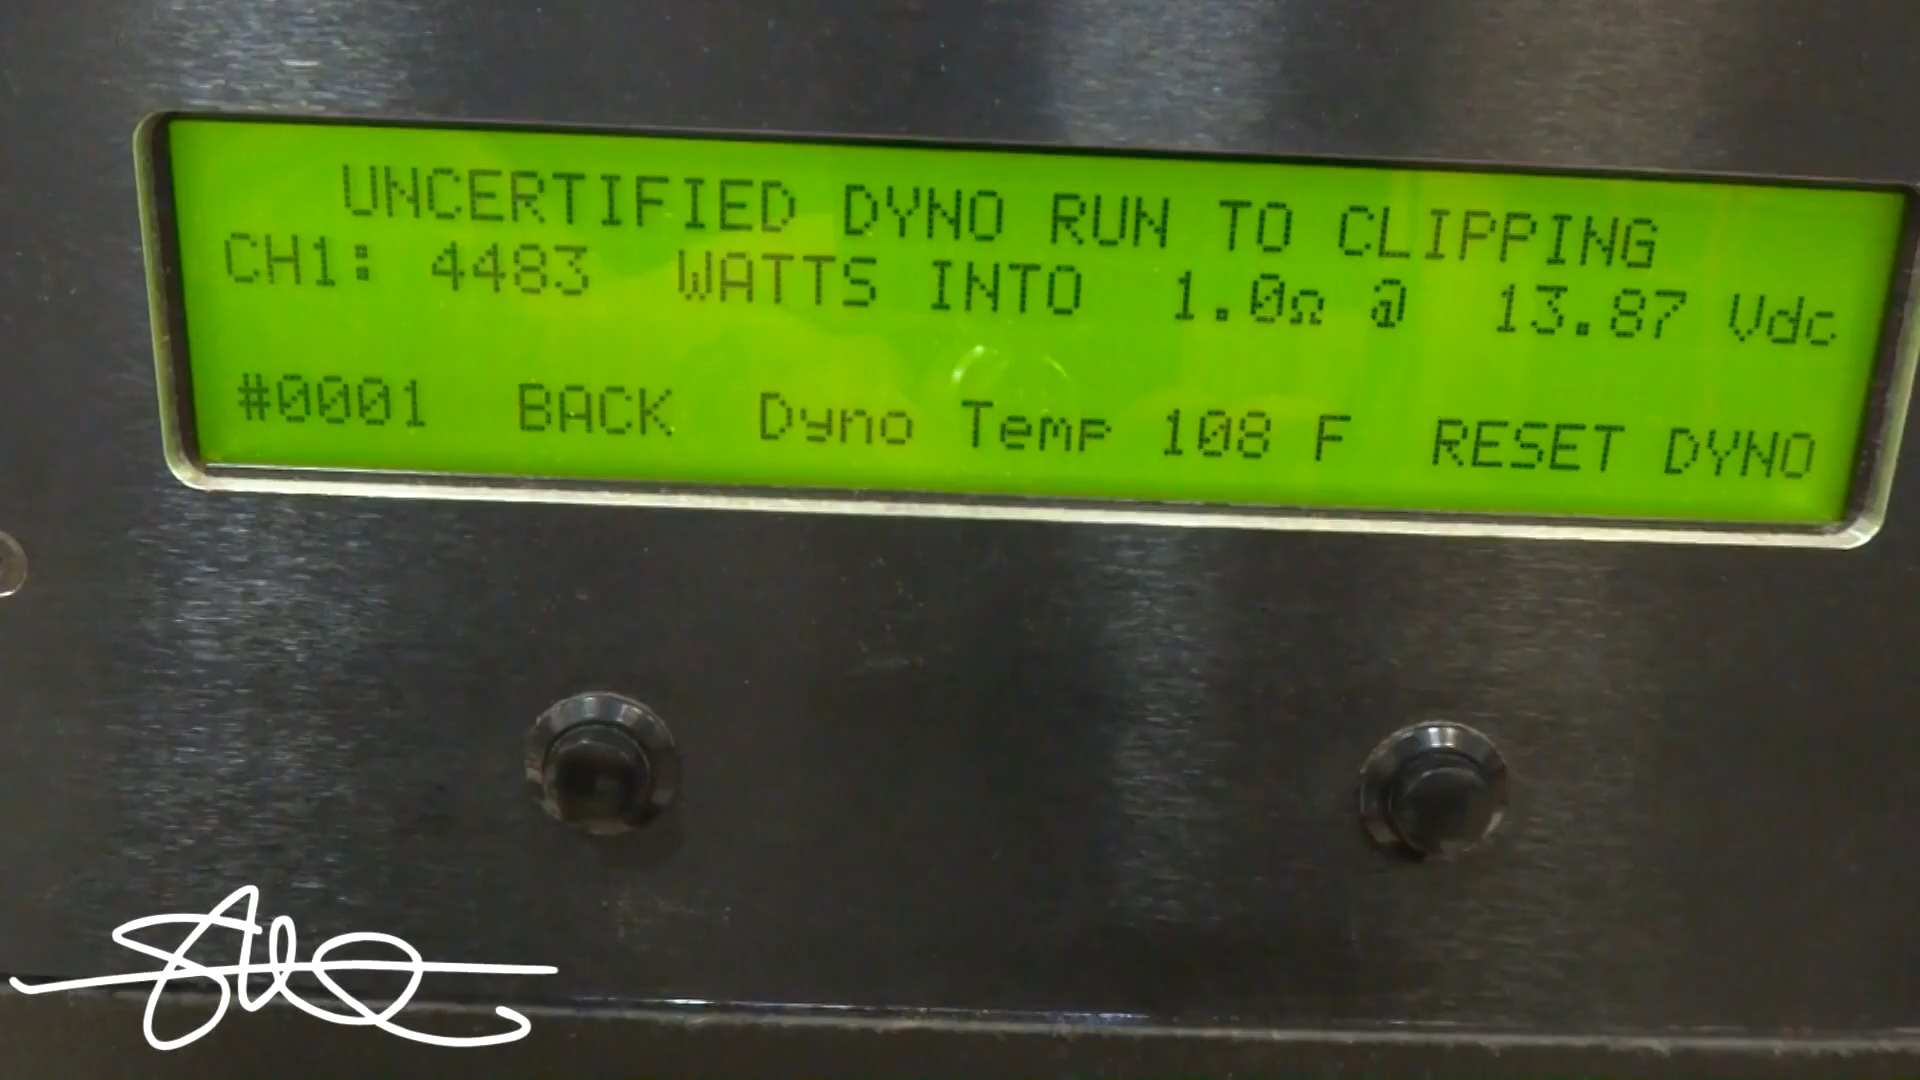 UNCERTIFIED DYNO RUN TO CLIPPING
CH1: 4483 WATTS INTO 1.0Ω @ 13.87 Vdc
#0001 BACK Dyno Temp 108 F RESET DYNO